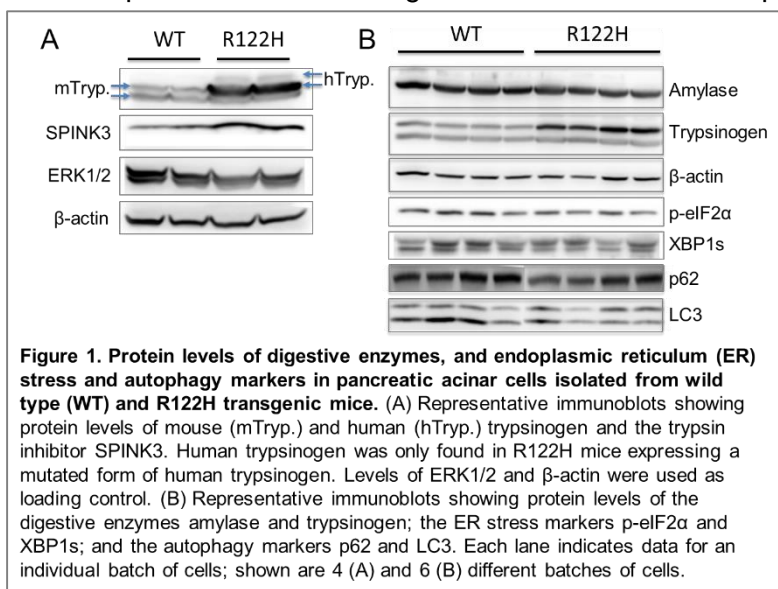 A
WT
R122H
mTryp.
hTryp.
SPINK3
ERK1/2
β-actin
B
WT
R122H
Amylase
Trypsinogen
β-actin
p-eIF2α
XBP1s
p62
LC3
Figure 1. Protein levels of digestive enzymes, and endoplasmic reticulum (ER)
stress and autophagy markers in pancreatic acinar cells isolated from wild
type (WT) and R122H transgenic mice. (A) Representative immunoblots showing
protein levels of mouse (mTryp.) and human (hTryp.) trypsinogen and the trypsin
inhibitor SPINK3. Human trypsinogen was only found in R122H mice expressing a
mutated form of human trypsinogen. Levels of ERK1/2 and β-actin were used as
loading control. (B) Representative immunoblots showing protein levels of the
digestive enzymes amylase and trypsinogen; the ER stress markers p-eIF2α and
XBP1s; and the autophagy markers p62 and LC3. Each lane indicates data for an
individual batch of cells; shown are 4 (A) and 6 (B) different batches of cells.